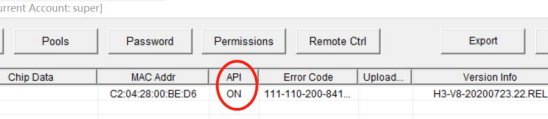 urrent Account: super]
Pools Password Permissions Remote Ctrl Export
Chip Data MAC Addr API Error Code Upload... Version Info
C2:04:28:00:BE:D6 ON 111-110-200-841... H3-V8-20200723.22.REL